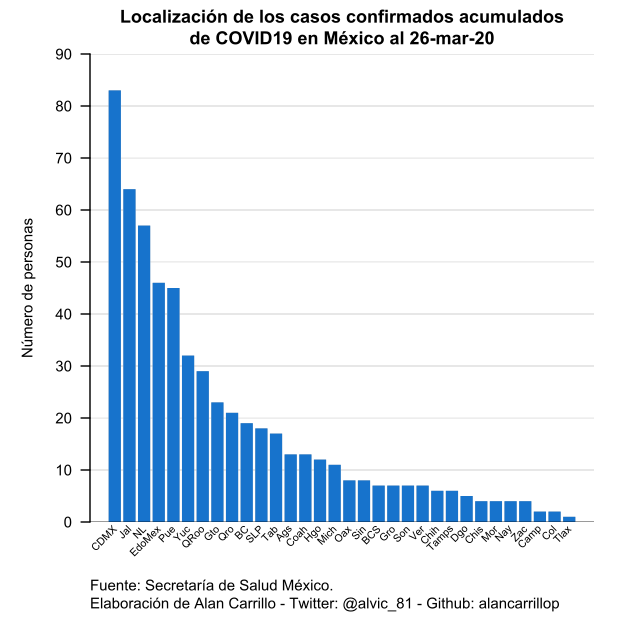 Localización de los casos confirmados acumulados
de COVID19 en México al 26-mar-20
Número de personas
90
80
70
60
50
40
30
20
10
0
CDMX
Jal
NL
EdoMex
Pue
Yuc
QRoo
Gto
Qro
BC
SLP
Tab
Ags
Coah
Hgo
Mich
Oax
Sin
BCS
Gro
Son
Ver
Chih
Tamps
Dgo
Chis
Mor
Nay
Zac
Camp
Col
Tlax
Fuente: Secretaría de Salud México.
Elaboración de Alan Carrillo - Twitter: @alvic_81 - Github: alancarrillop